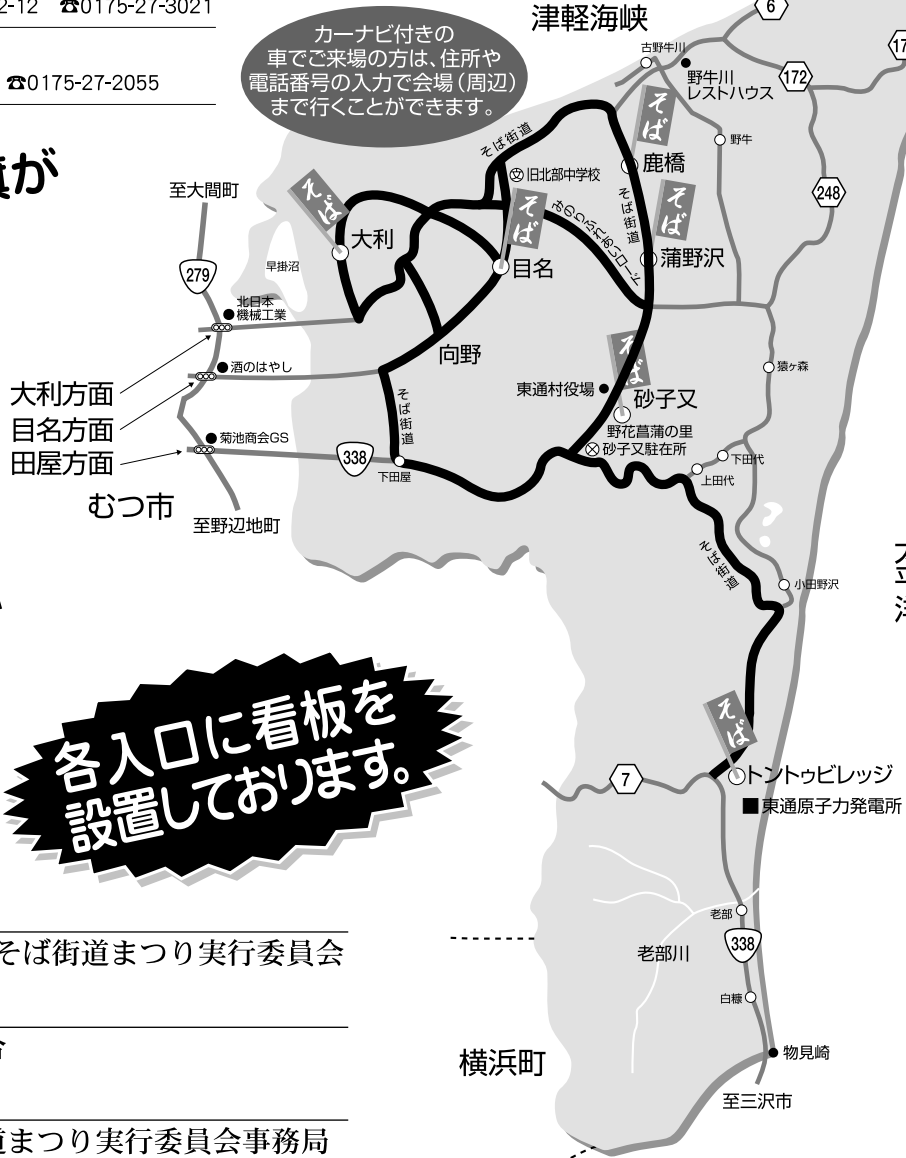 2-12 ☎0175-27-3021
☎0175-27-2055
カーナビ付きの
車でご来場の方は、住所や
電話番号の入力で会場(周辺)
まで行くことができます。
津軽海峡
6
172
248
古野牛川
野牛川
レストハウス
野牛
そば
鹿橋
そば街道
旧北部中学校
そば
目名
みのりふれあいロード
そば街道
そば
蒲野沢
が
至大間町
279
早掛沼
そば
大利
北日本
機械工業
酒のはやし
菊池商会GS
大利方面
目名方面
田屋方面
むつ市
至野辺地町
向野
そば街道
338
下田屋
そば
東通村役場
砂子又
野花菖蒲の里
砂子又駐在所
猿ヶ森
下田代
上田代
そば街道
小田野沢
各入口に看板を
設置しております。
そば
トントゥビレッジ
東通原子力発電所
7
老部
338
老部川
白糠
横浜町
物見崎
至三沢市
そば街道まつり実行委員会
道まつり実行委員会事務局